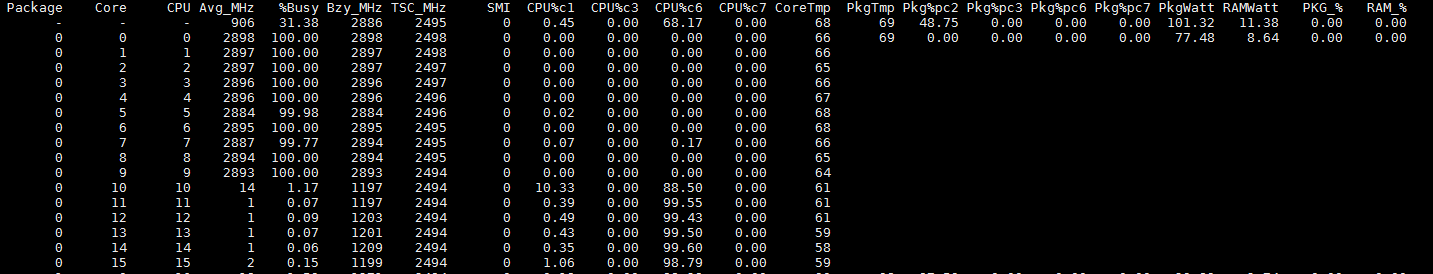 Package Core CPU Avg_MHz %Busy Bzy_MHz TSC_MHz SMI CPU%c1 CPU%c3 CPU%c6 CPU%c7 CoreTmp PkgTmp Pkg%pc2 Pkg%pc3 Pkg%pc6 Pkg%pc7 PkgWatt RAMWatt PKG_% RAM_%
- - - 906 31.38 2886 2495 0 0.45 0.00 68.17 0.00 68 69 48.75 0.00 0.00 0.00 101.32 11.38 0.00 0.00
0 0 0 2898 100.00 2898 2498 0 0.00 0.00 0.00 0.00 66 69 0.00 0.00 0.00 0.00 77.48 8.64 0.00 0.00
0 1 1 2897 100.00 2897 2498 0 0.00 0.00 0.00 0.00 66
0 2 2 2897 100.00 2897 2497 0 0.00 0.00 0.00 0.00 65
0 3 3 2896 100.00 2896 2497 0 0.00 0.00 0.00 0.00 66
0 4 4 2896 100.00 2896 2496 0 0.00 0.00 0.00 0.00 67
0 5 5 2884 99.98 2884 2496 0 0.02 0.00 0.00 0.00 68
0 6 6 2895 100.00 2895 2495 0 0.00 0.00 0.00 0.00 68
0 7 7 2887 99.77 2894 2495 0 0.07 0.00 0.17 0.00 66
0 8 8 2894 100.00 2894 2495 0 0.00 0.00 0.00 0.00 65
0 9 9 2893 100.00 2893 2494 0 0.00 0.00 0.00 0.00 64
0 10 10 14 1.17 1197 2494 0 10.33 0.00 88.50 0.00 61
0 11 11 1 0.07 1197 2494 0 0.39 0.00 99.55 0.00 61
0 12 12 1 0.09 1203 2494 0 0.49 0.00 99.43 0.00 61
0 13 13 1 0.07 1201 2494 0 0.43 0.00 99.50 0.00 59
0 14 14 1 0.06 1209 2494 0 0.35 0.00 99.60 0.00 58
0 15 15 2 0.15 1199 2494 0 1.06 0.00 98.79 0.00 59